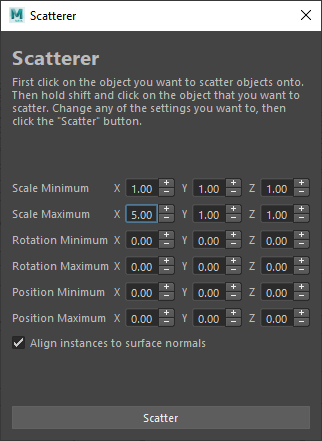 Scatterer
Scatterer
First click on the object you want to scatter objects onto.
Then hold shift and click on the object that you want to
scatter. Change any of the settings you want to, then
click the "Scatter" button.
Scale Minimum X 1.00 Y 1.00 Z 1.00
Scale Maximum X 5.00 Y 1.00 Z 1.00
Rotation Minimum X 0.00 Y 0.00 Z 0.00
Rotation Maximum X 0.00 Y 0.00 Z 0.00
Position Minimum X 0.00 Y 0.00 Z 0.00
Position Maximum X 0.00 Y 0.00 Z 0.00
Align instances to surface normals
Scatter